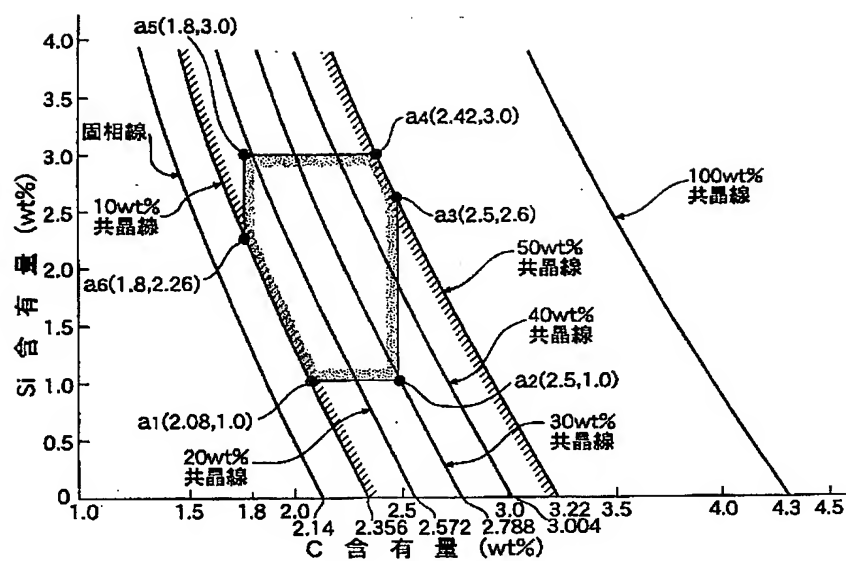 a5(1.8,3.0)
4.0
3.5
3.0
2.5
2.0
1.5
1.0
0.5
0
Si 含有量 (wt%)
固相線
10wt%
共晶線
a6(1.8,2.26)
a1(2.08,1.0)
20wt%
共晶線
a4(2.42,3.0)
a3(2.5,2.6)
50wt%
共晶線
40wt%
共晶線
a2(2.5,1.0)
30wt%
共晶線
100wt%
共晶線
1.0 1.5 1.8 2.0 2.5 3.0 3.22 3.5 4.0 4.3 4.5
2.14 2.356 2.572 2.788 3.004
C 含有量 (wt%)